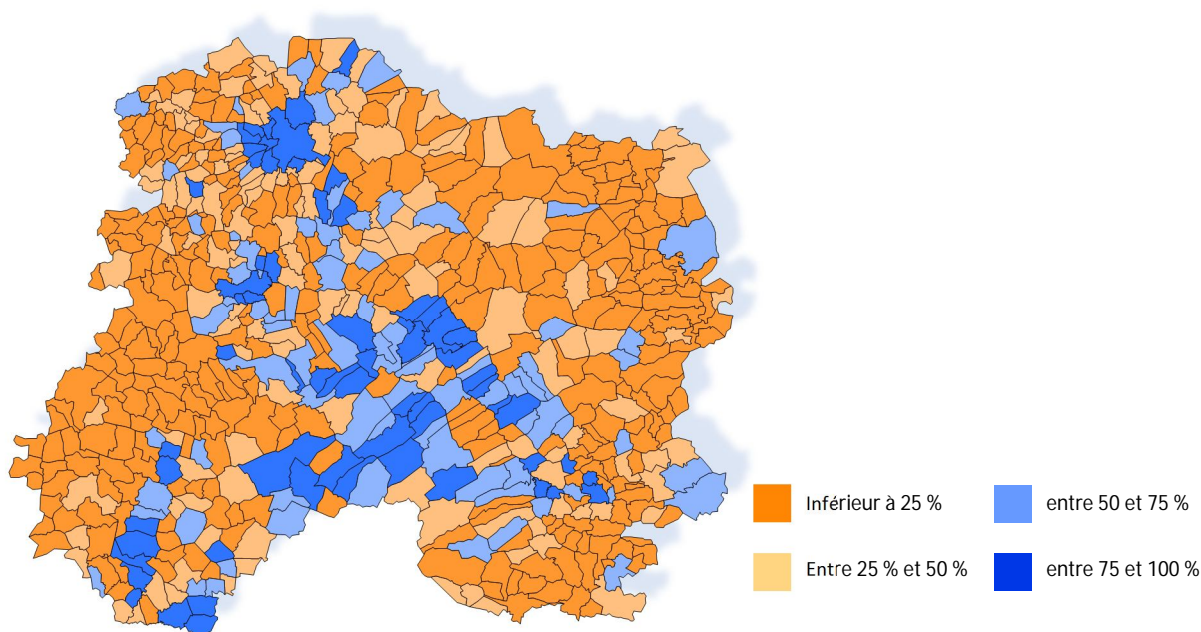 Inférieur à 25 %
entre 50 et 75 %
Entre 25 % et 50 %
entre 75 et 100 %